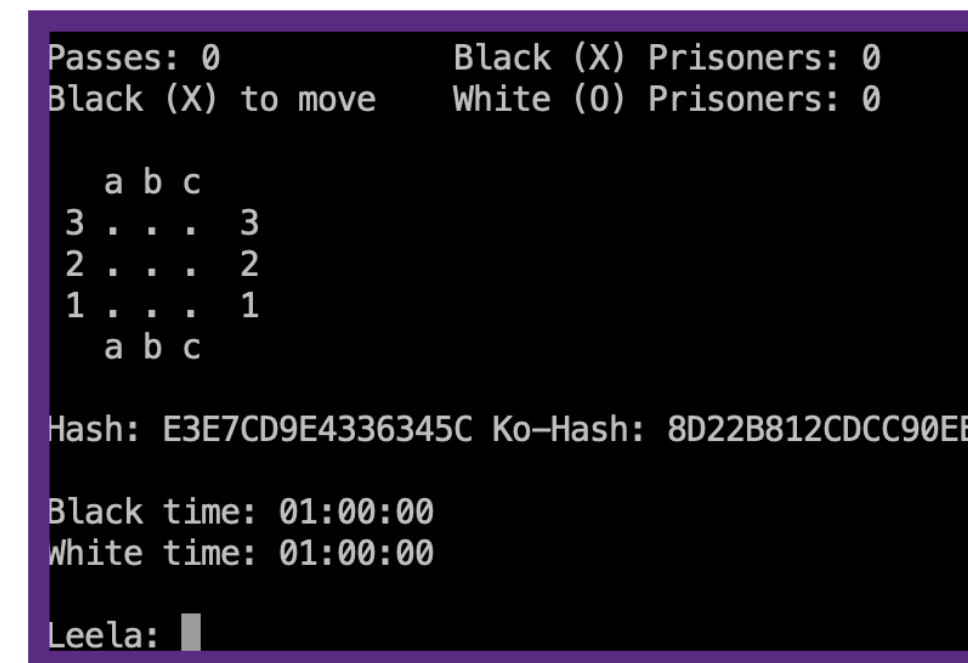 Passes: 0 Black (X) Prisoners: 0
Black (X) to move White (O) Prisoners: 0
a b c
3 . . . 3
2 . . . 2
1 . . . 1
a b c
Hash: E3E7CD9E4336345C Ko-Hash: 8D22B812CDCC90E
Black time: 01:00:00
White time: 01:00:00
Leela: